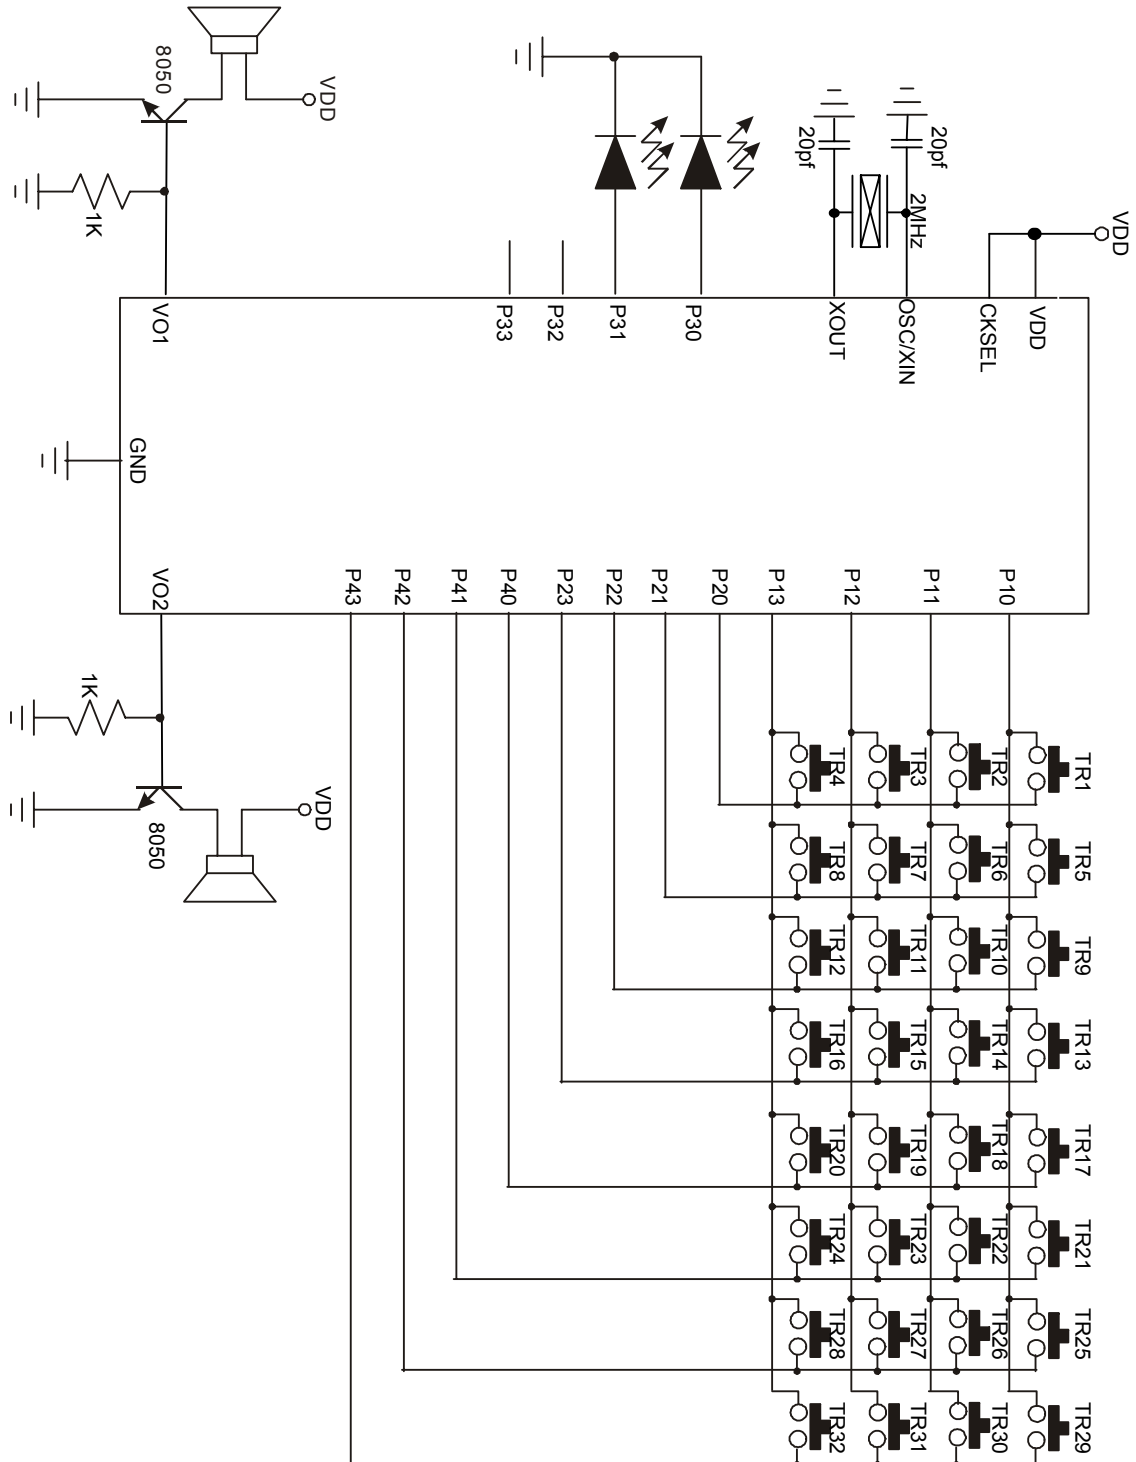 VDD
8050
1K
20pf
20pf
2MHz
VDD
VO1
P33
P32
P31
P30
XOUT
OSC/XIN
CKSEL
VDD
GND
VO2
P43
P42
P41
P40
P23
P22
P21
P20
P13
P12
P11
P10
1K
8050
VDD
TR4
TR3
TR2
TR1
TR8
TR7
TR6
TR5
TR12
TR11
TR10
TR9
TR16
TR15
TR14
TR13
TR20
TR19
TR18
TR17
TR24
TR23
TR22
TR21
TR28
TR27
TR26
TR25
TR32
TR31
TR30
TR29